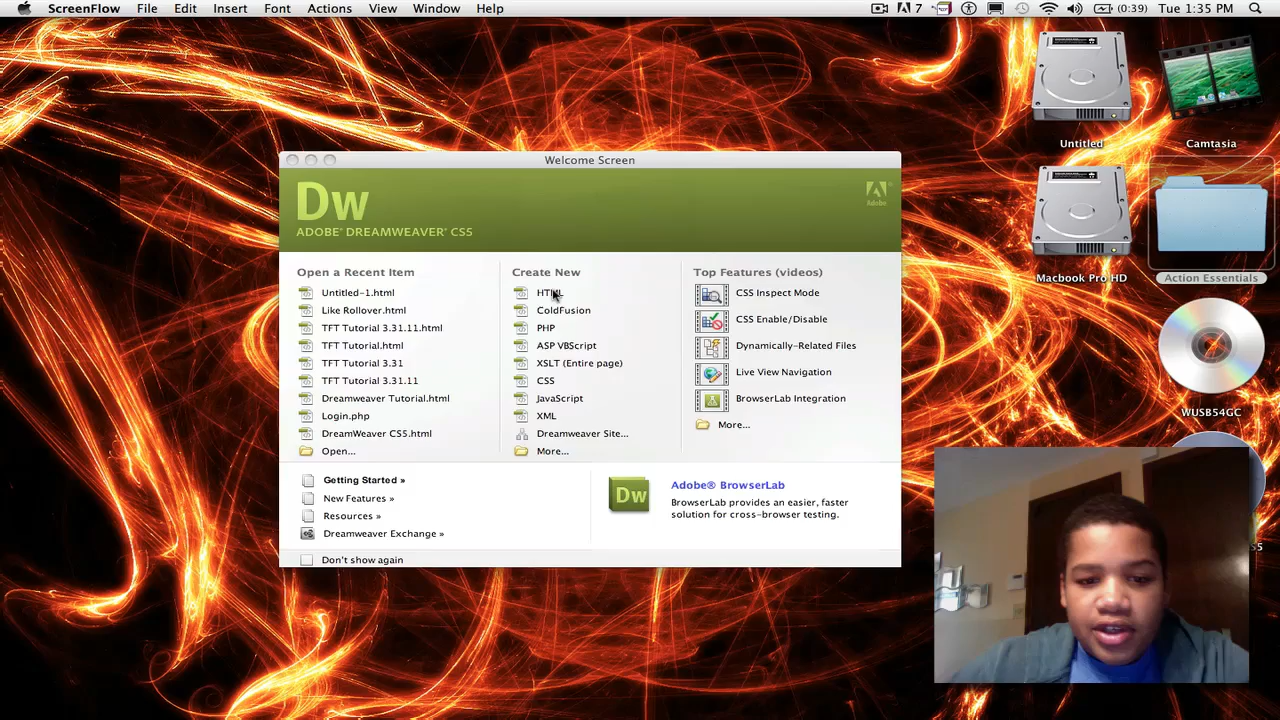 ScreenFlow File Edit Insert Font Actions View Window Help 7 (0:39) Tue 1:35 PM
Untitled
Camtasia
Macbook Pro HD
Action Essentials
WUSB54GC
Welcome Screen
Dw
ADOBE® DREAMWEAVER® CS5
Adobe
Open a Recent Item
Untitled-1.html
Like Rollover.html
TFT Tutorial 3.31.11.html
TFT Tutorial.html
TFT Tutorial 3.31
TFT Tutorial 3.31.11
Dreamweaver Tutorial.html
Login.php
DreamWeaver CS5.html
Open...
Create New
HTML
ColdFusion
PHP
ASP VBScript
XSLT (Entire page)
CSS
JavaScript
XML
Dreamweaver Site...
More...
Top Features (videos)
CSS Inspect Mode
CSS Enable/Disable
Dynamically-Related Files
Live View Navigation
BrowserLab Integration
More...
Getting Started »
New Features »
Resources »
Dreamweaver Exchange »
Dw
Adobe® BrowserLab
BrowserLab provides an easier, faster
solution for cross-browser testing.
Don't show again